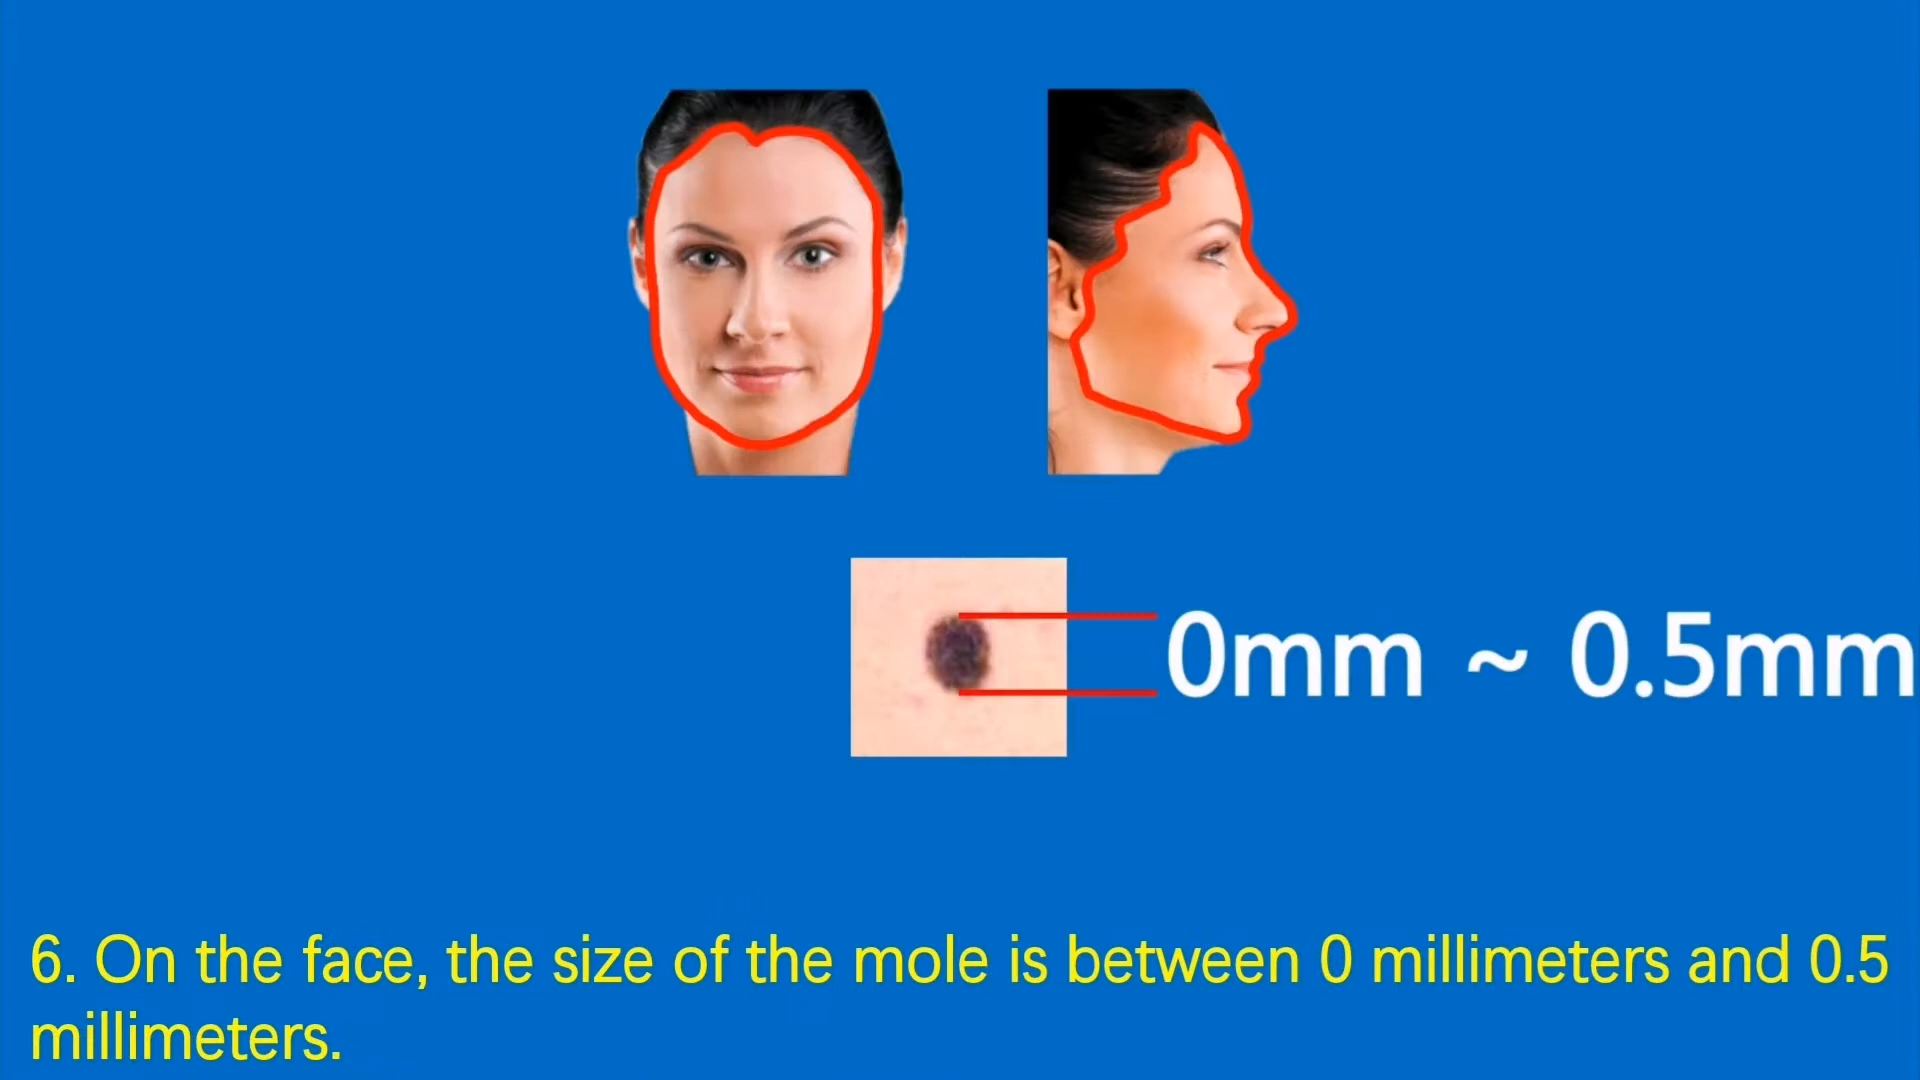 0mm ~ 0.5mm
6. On the face, the size of the mole is between 0 millimeters and 0.5
millimeters.